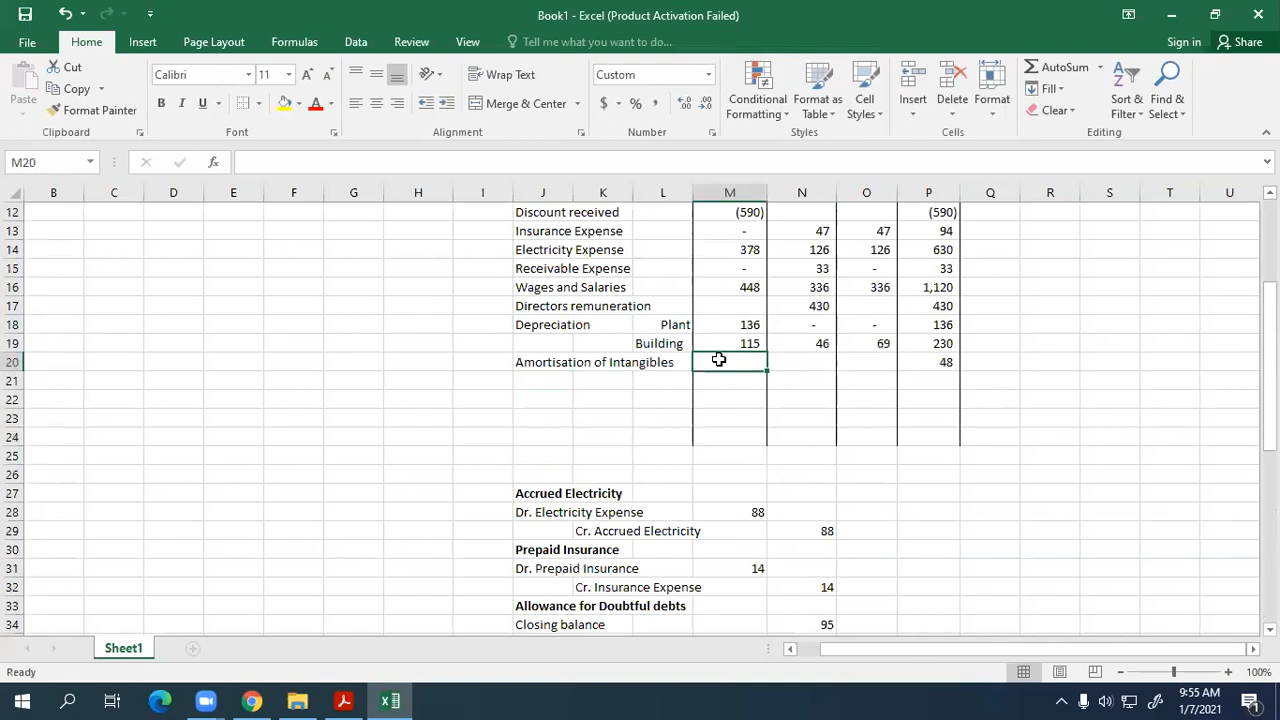 Book1 - Excel (Product Activation Failed)
File Home Insert Page Layout Formulas Data Review View Tell me what you want to do... Sign in Share
Paste Cut Copy Format Painter Clipboard
Calibri 11 B I U A Font
Wrap Text Merge & Center Alignment
Custom $ % , Number
Conditional Formatting Format as Table Cell Styles Styles
Insert Delete Format Cells
AutoSum Fill Clear Sort & Filter Find & Select Editing
M20 fx
B C D E F G H I J K L M N O P Q R S T U
12 Discount received (590) (590)
13 Insurance Expense - 47 47 94
14 Electricity Expense 378 126 126 630
15 Receivable Expense - 33 - 33
16 Wages and Salaries 448 336 336 1,120
17 Directors remuneration 430 430
18 Depreciation Plant 136 - - 136
19 Building 115 46 69 230
20 Amortisation of Intangibles 48
21
22
23
24
25
26
27 Accrued Electricity
28 Dr. Electricity Expense 88
29 Cr. Accrued Electricity 88
30 Prepaid Insurance
31 Dr. Prepaid Insurance 14
32 Cr. Insurance Expense 14
33 Allowance for Doubtful debts
34 Closing balance 95
Sheet1
Ready 100%
9:55 AM
1/7/2021